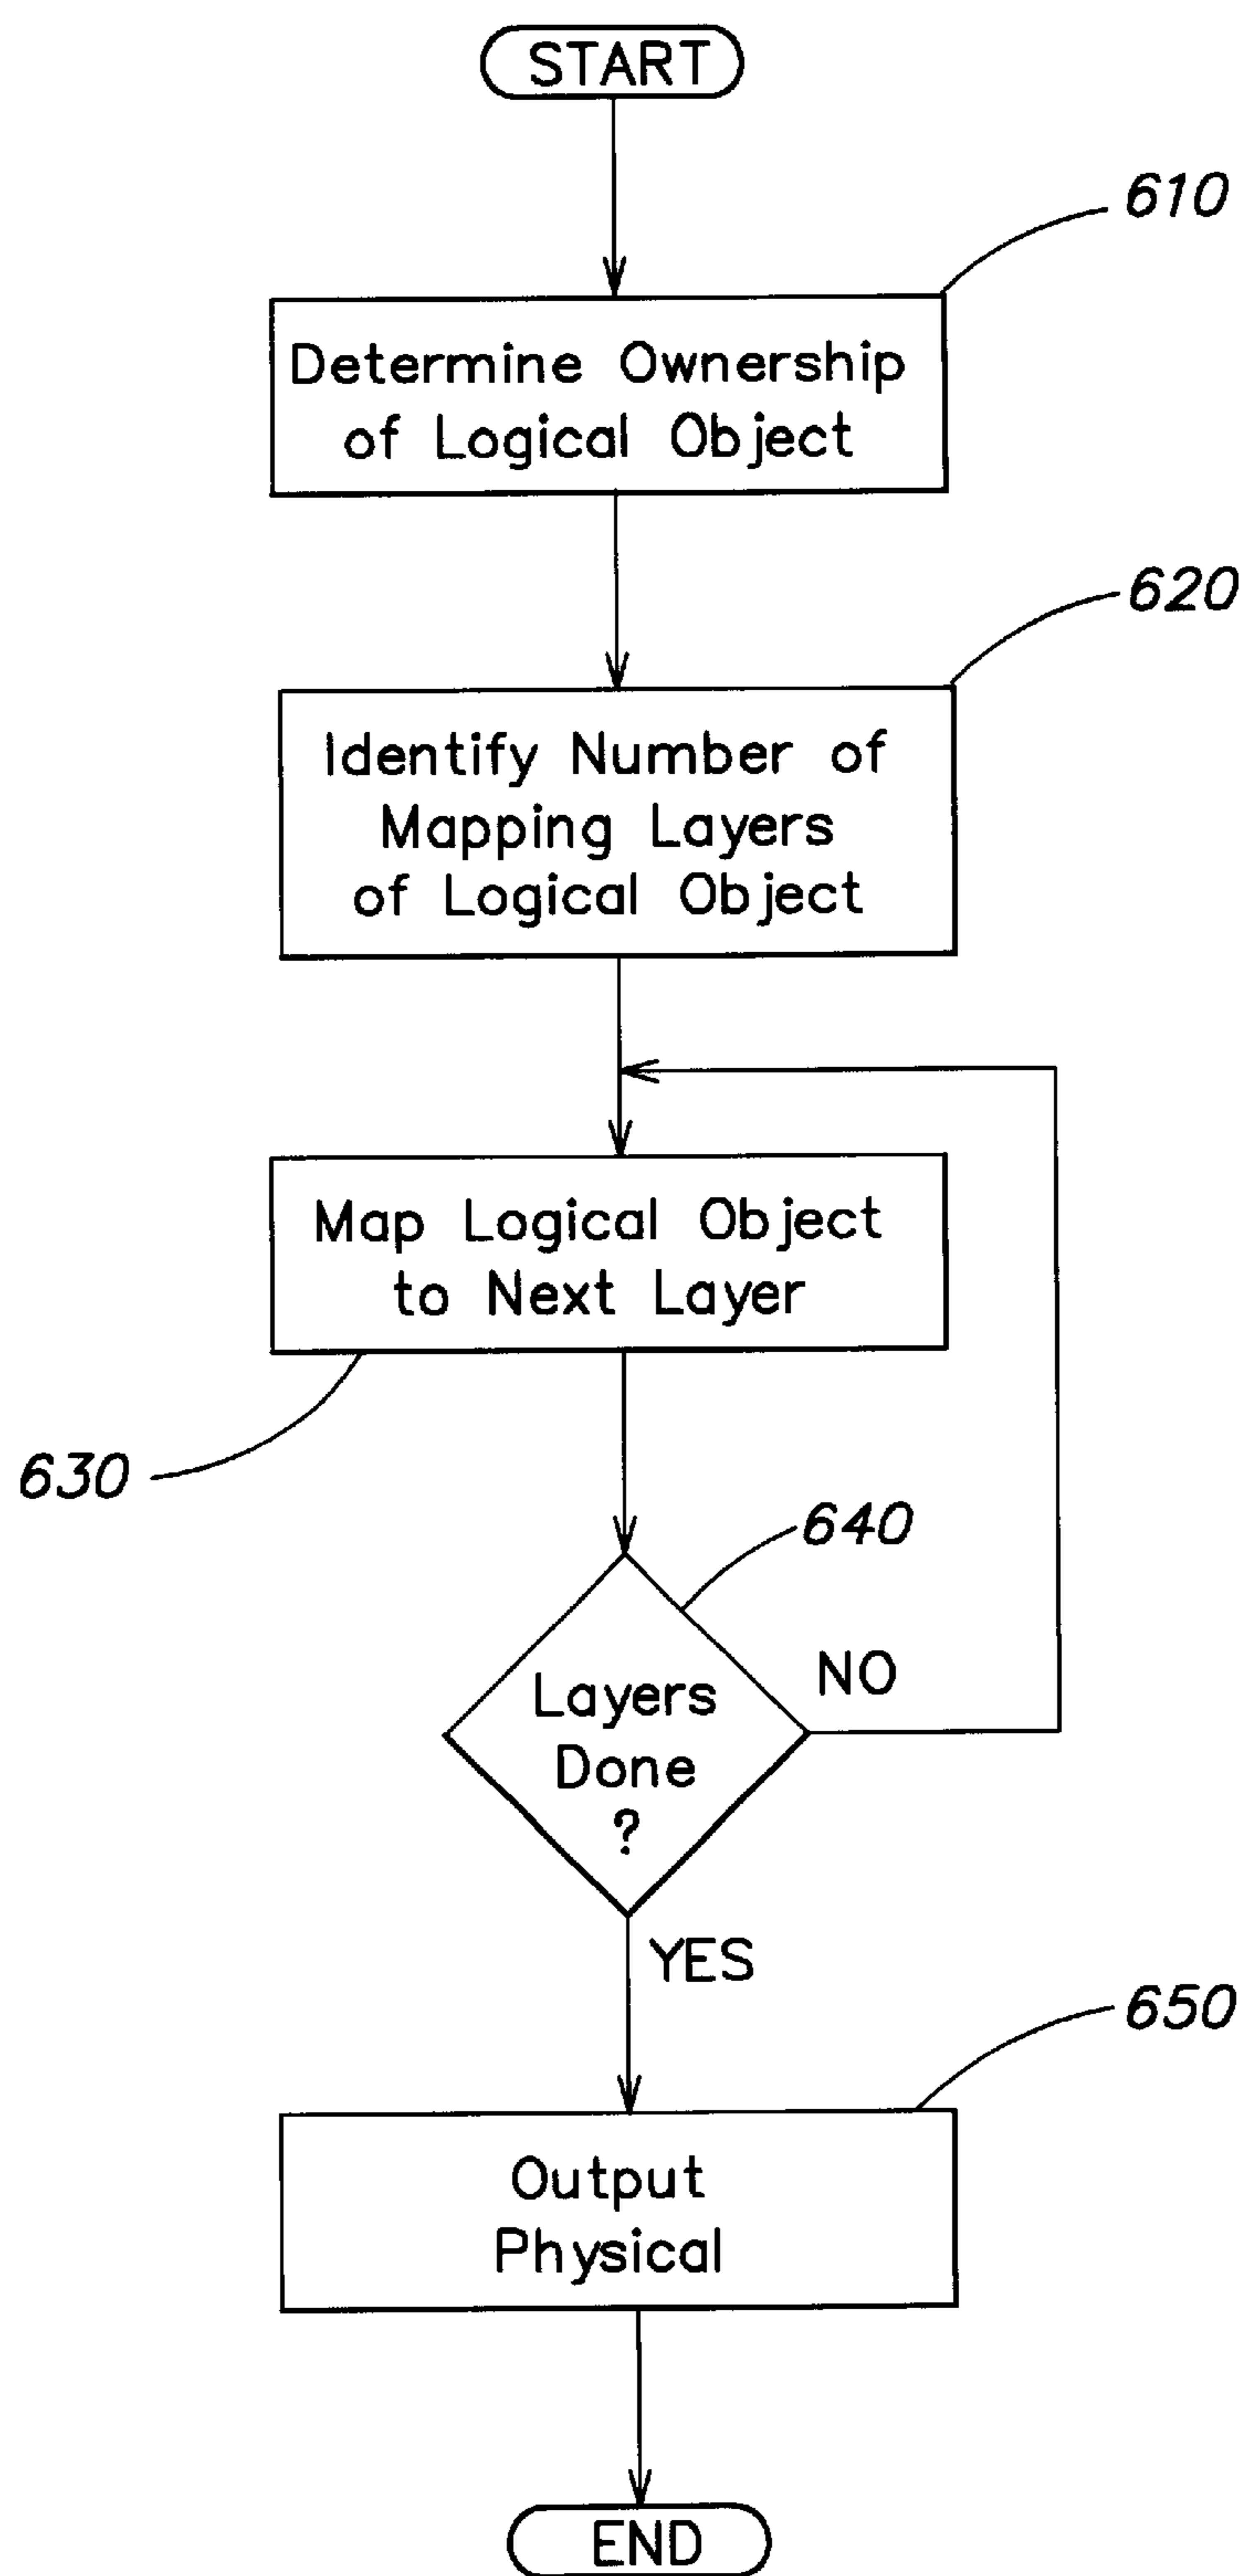 START
610
Determine Ownership
of Logical Object
620
Identify Number of
Mapping Layers
of Logical Object
Map Logical Object
to Next Layer
630
640
NO
Layers
Done
?
YES
650
Output
Physical
END